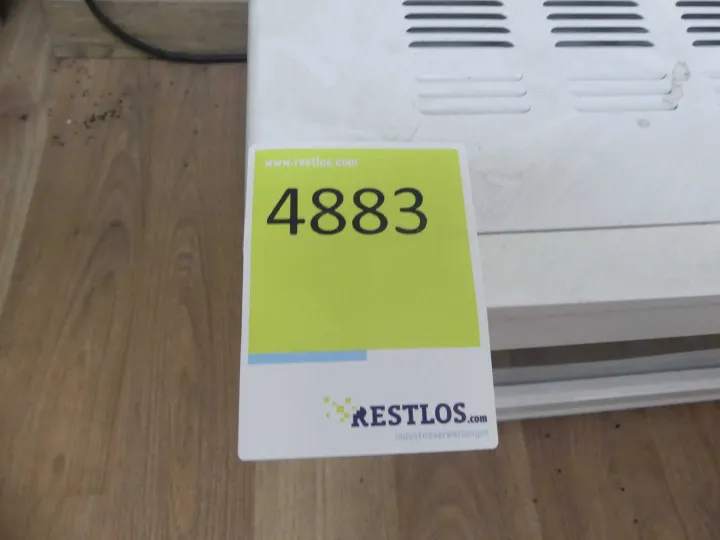 www.restlos.com
4883
RESTLOS.com
industrieverwertungen